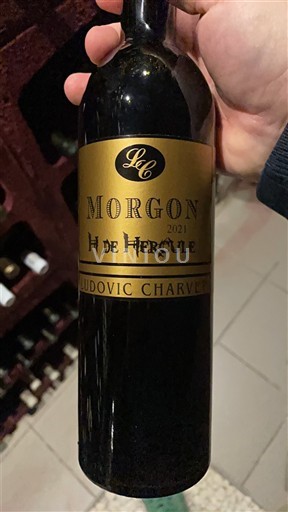 LC
MORGON
2021
H DE HERCULE
VINIOU
LUDOVIC CHARVET